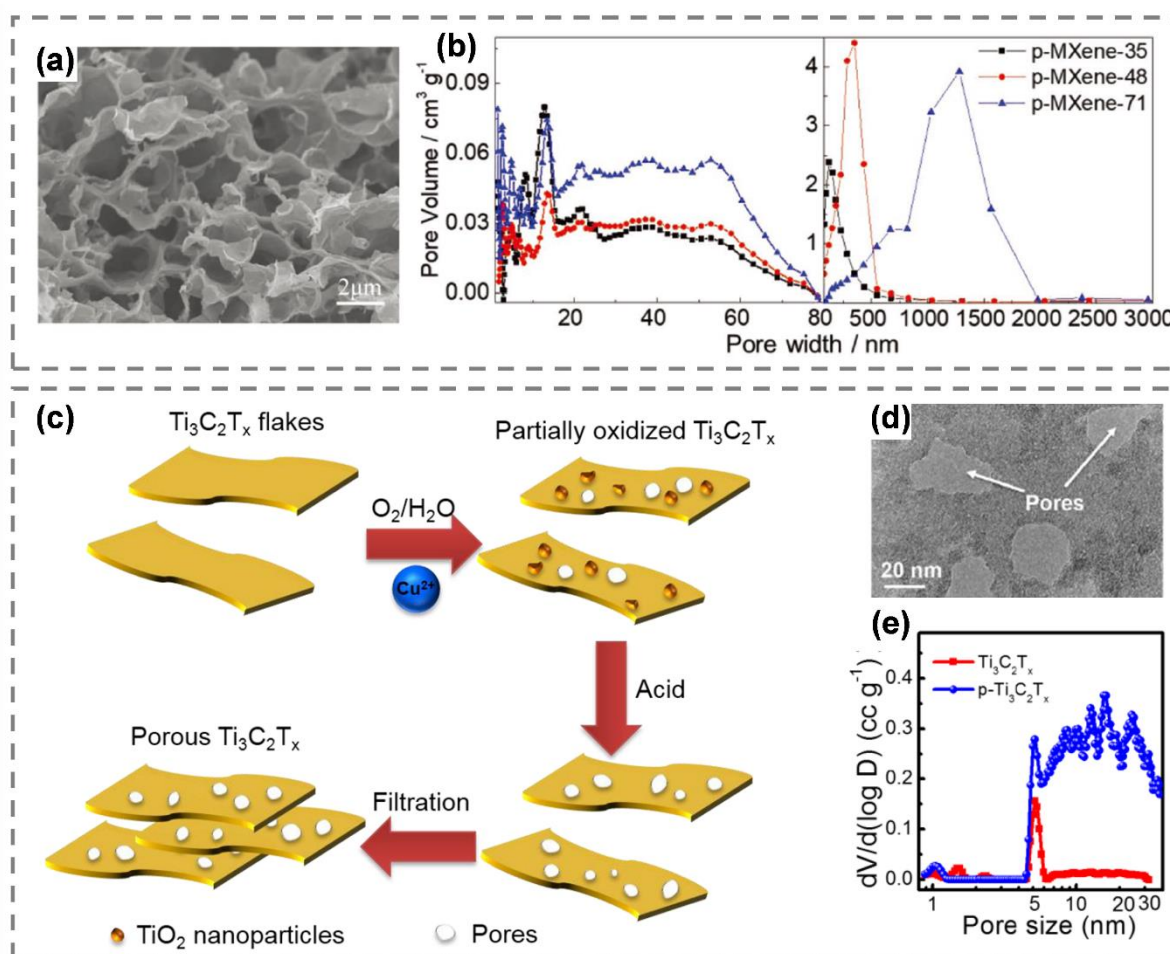 (a)
2μm
(b)
Pore Volume / cm³ g⁻¹
0.09
0.06
0.03
0.00
4
3
2
1
p-MXene-35
p-MXene-48
p-MXene-71
20 40 60 80 500 1000 1500 2000 2500 3000
Pore width / nm
(c)
Ti₃C₂Tₓ flakes
Partially oxidized Ti₃C₂Tₓ
O₂/H₂O
Cu²⁺
Acid
Porous Ti₃C₂Tₓ
Filtration
TiO₂ nanoparticles
Pores
(d)
Pores
20 nm
(e)
dV/d(log D) (cc g⁻¹)
0.4
0.3
0.2
0.1
0.0
Ti₃C₂Tₓ
p-Ti₃C₂Tₓ
1 5 10 20 30
Pore size (nm)